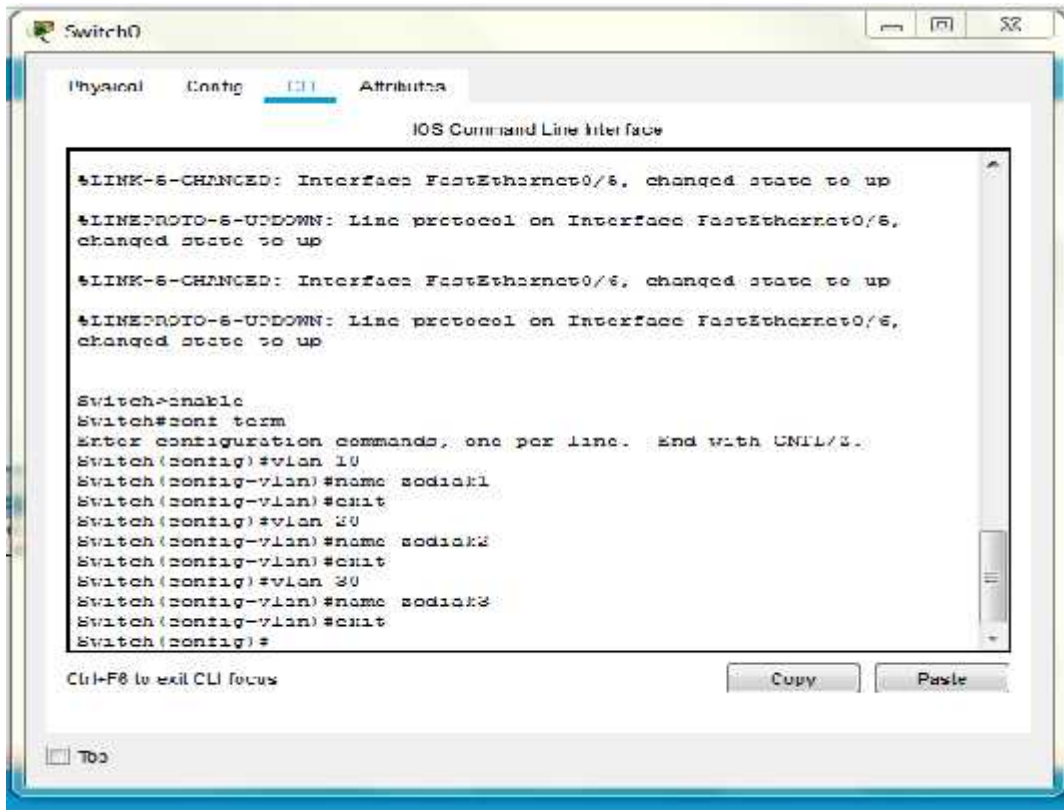 Switch0
Physical Config CLI Attributes
IOS Command Line Interface
%LINK-5-CHANGED: Interface FastEthernet0/5, changed state to up
%LINEPROTO-5-UPDOWN: Line protocol on Interface FastEthernet0/5,
changed state to up
%LINK-5-CHANGED: Interface FastEthernet0/6, changed state to up
%LINEPROTO-5-UPDOWN: Line protocol on Interface FastEthernet0/6,
changed state to up
Switch>enable
Switch#conf term
Enter configuration commands, one per line. End with CNTL/Z.
Switch(config)#vlan 10
Switch(config-vlan)#name zodiak1
Switch(config-vlan)#exit
Switch(config)#vlan 20
Switch(config-vlan)#name zodiak2
Switch(config-vlan)#exit
Switch(config)#vlan 30
Switch(config-vlan)#name zodiak3
Switch(config-vlan)#exit
Switch(config)#
Ctrl+F6 to exit CLI focus
Copy Paste
Top